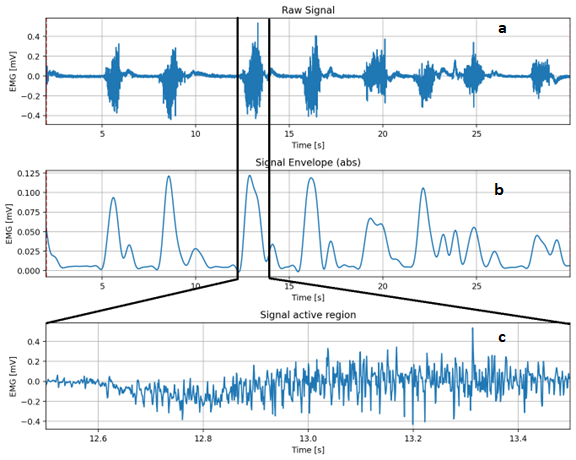 Raw Signal
a
EMG [mV]
0.4
0.2
0.0
−0.2
−0.4
5 10 15 20 25
Time [s]
Signal Envelope (abs)
b
EMG [mV]
0.125
0.100
0.075
0.050
0.025
0.000
5 10 15 20 25
Time [s]
Signal active region
c
EMG [mV]
0.4
0.2
0.0
−0.2
−0.4
12.6 12.8 13.0 13.2 13.4
Time [s]